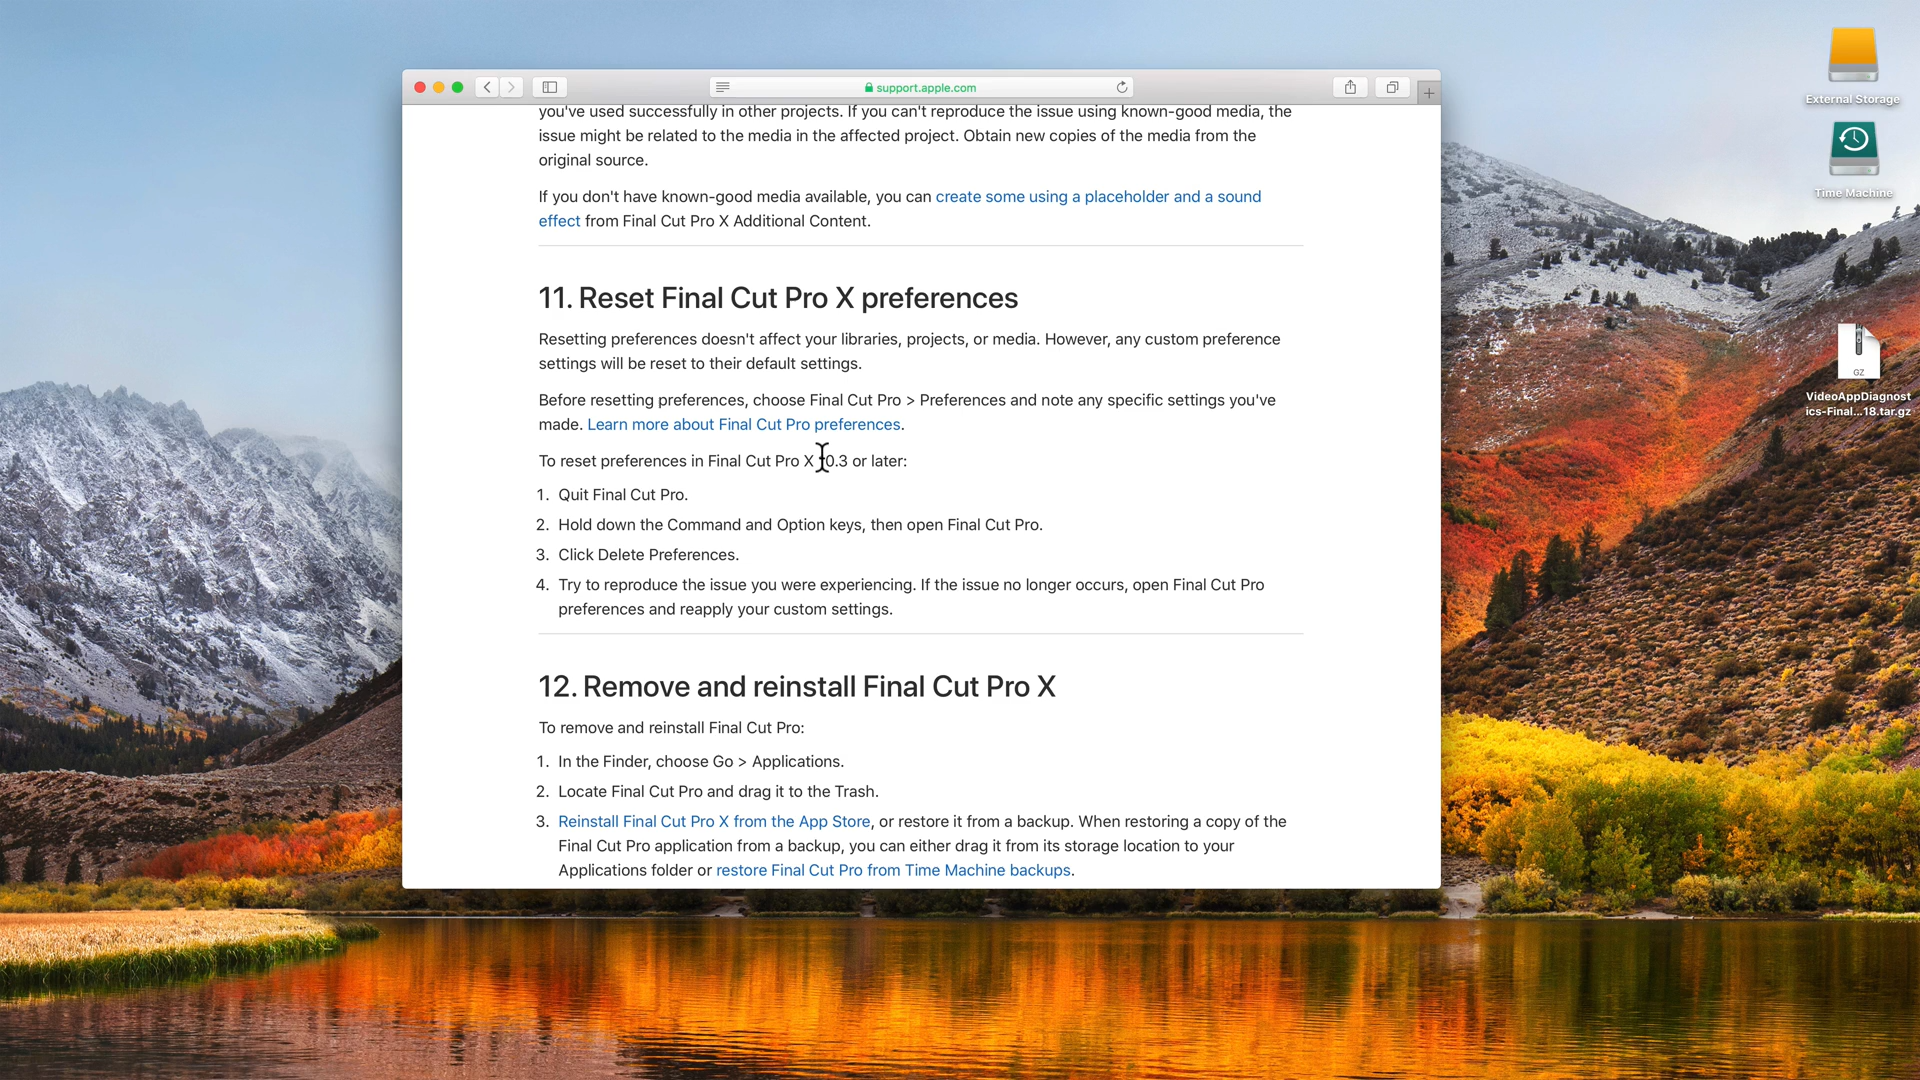 support.apple.com
you've used successfully in other projects. If you can't reproduce the issue using known-good media, the
issue might be related to the media in the affected project. Obtain new copies of the media from the
original source.
If you don't have known-good media available, you can create some using a placeholder and a sound
effect from Final Cut Pro X Additional Content.
11. Reset Final Cut Pro X preferences
Resetting preferences doesn't affect your libraries, projects, or media. However, any custom preference
settings will be reset to their default settings.
Before resetting preferences, choose Final Cut Pro > Preferences and note any specific settings you've
made. Learn more about Final Cut Pro preferences.
To reset preferences in Final Cut Pro X 10.3 or later:
1. Quit Final Cut Pro.
2. Hold down the Command and Option keys, then open Final Cut Pro.
3. Click Delete Preferences.
4. Try to reproduce the issue you were experiencing. If the issue no longer occurs, open Final Cut Pro
preferences and reapply your custom settings.
12. Remove and reinstall Final Cut Pro X
To remove and reinstall Final Cut Pro:
1. In the Finder, choose Go > Applications.
2. Locate Final Cut Pro and drag it to the Trash.
3. Reinstall Final Cut Pro X from the App Store, or restore it from a backup. When restoring a copy of the
Final Cut Pro application from a backup, you can either drag it from its storage location to your
Applications folder or restore Final Cut Pro from Time Machine backups.
External Storage
Time Machine
GZ
VideoAppDiagnost
ics-Final...18.tar.gz